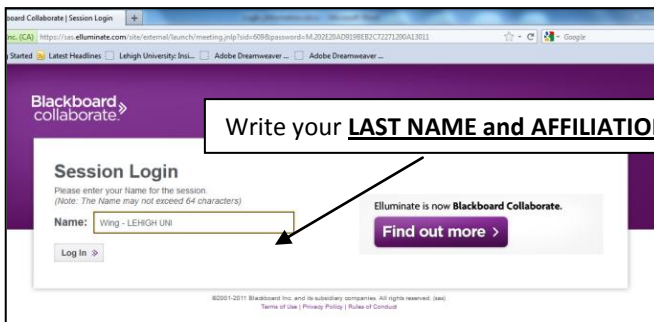 board Collaborate | Session Login
Inc. (CA) https://sas.elluminate.com/site/external/launch/meeting.jnlp?sid=609&password=M.202E20AD919BEB2C72271200A13011
Google
Started Latest Headlines Lehigh University: Insi... Adobe Dreamweaver ... Adobe Dreamweaver ...
Blackboard
collaborate
Write your LAST NAME and AFFILIATIO
Session Login
Please enter your Name for the session.
(Note: The Name may not exceed 64 characters)
Name: Wing - LEHIGH UNI
Log In »
Elluminate is now Blackboard Collaborate.
Find out more >
©2001-2011 Blackboard Inc. and its subsidiary companies. All rights reserved. (sas)
Terms of Use | Privacy Policy | Rules of Conduct